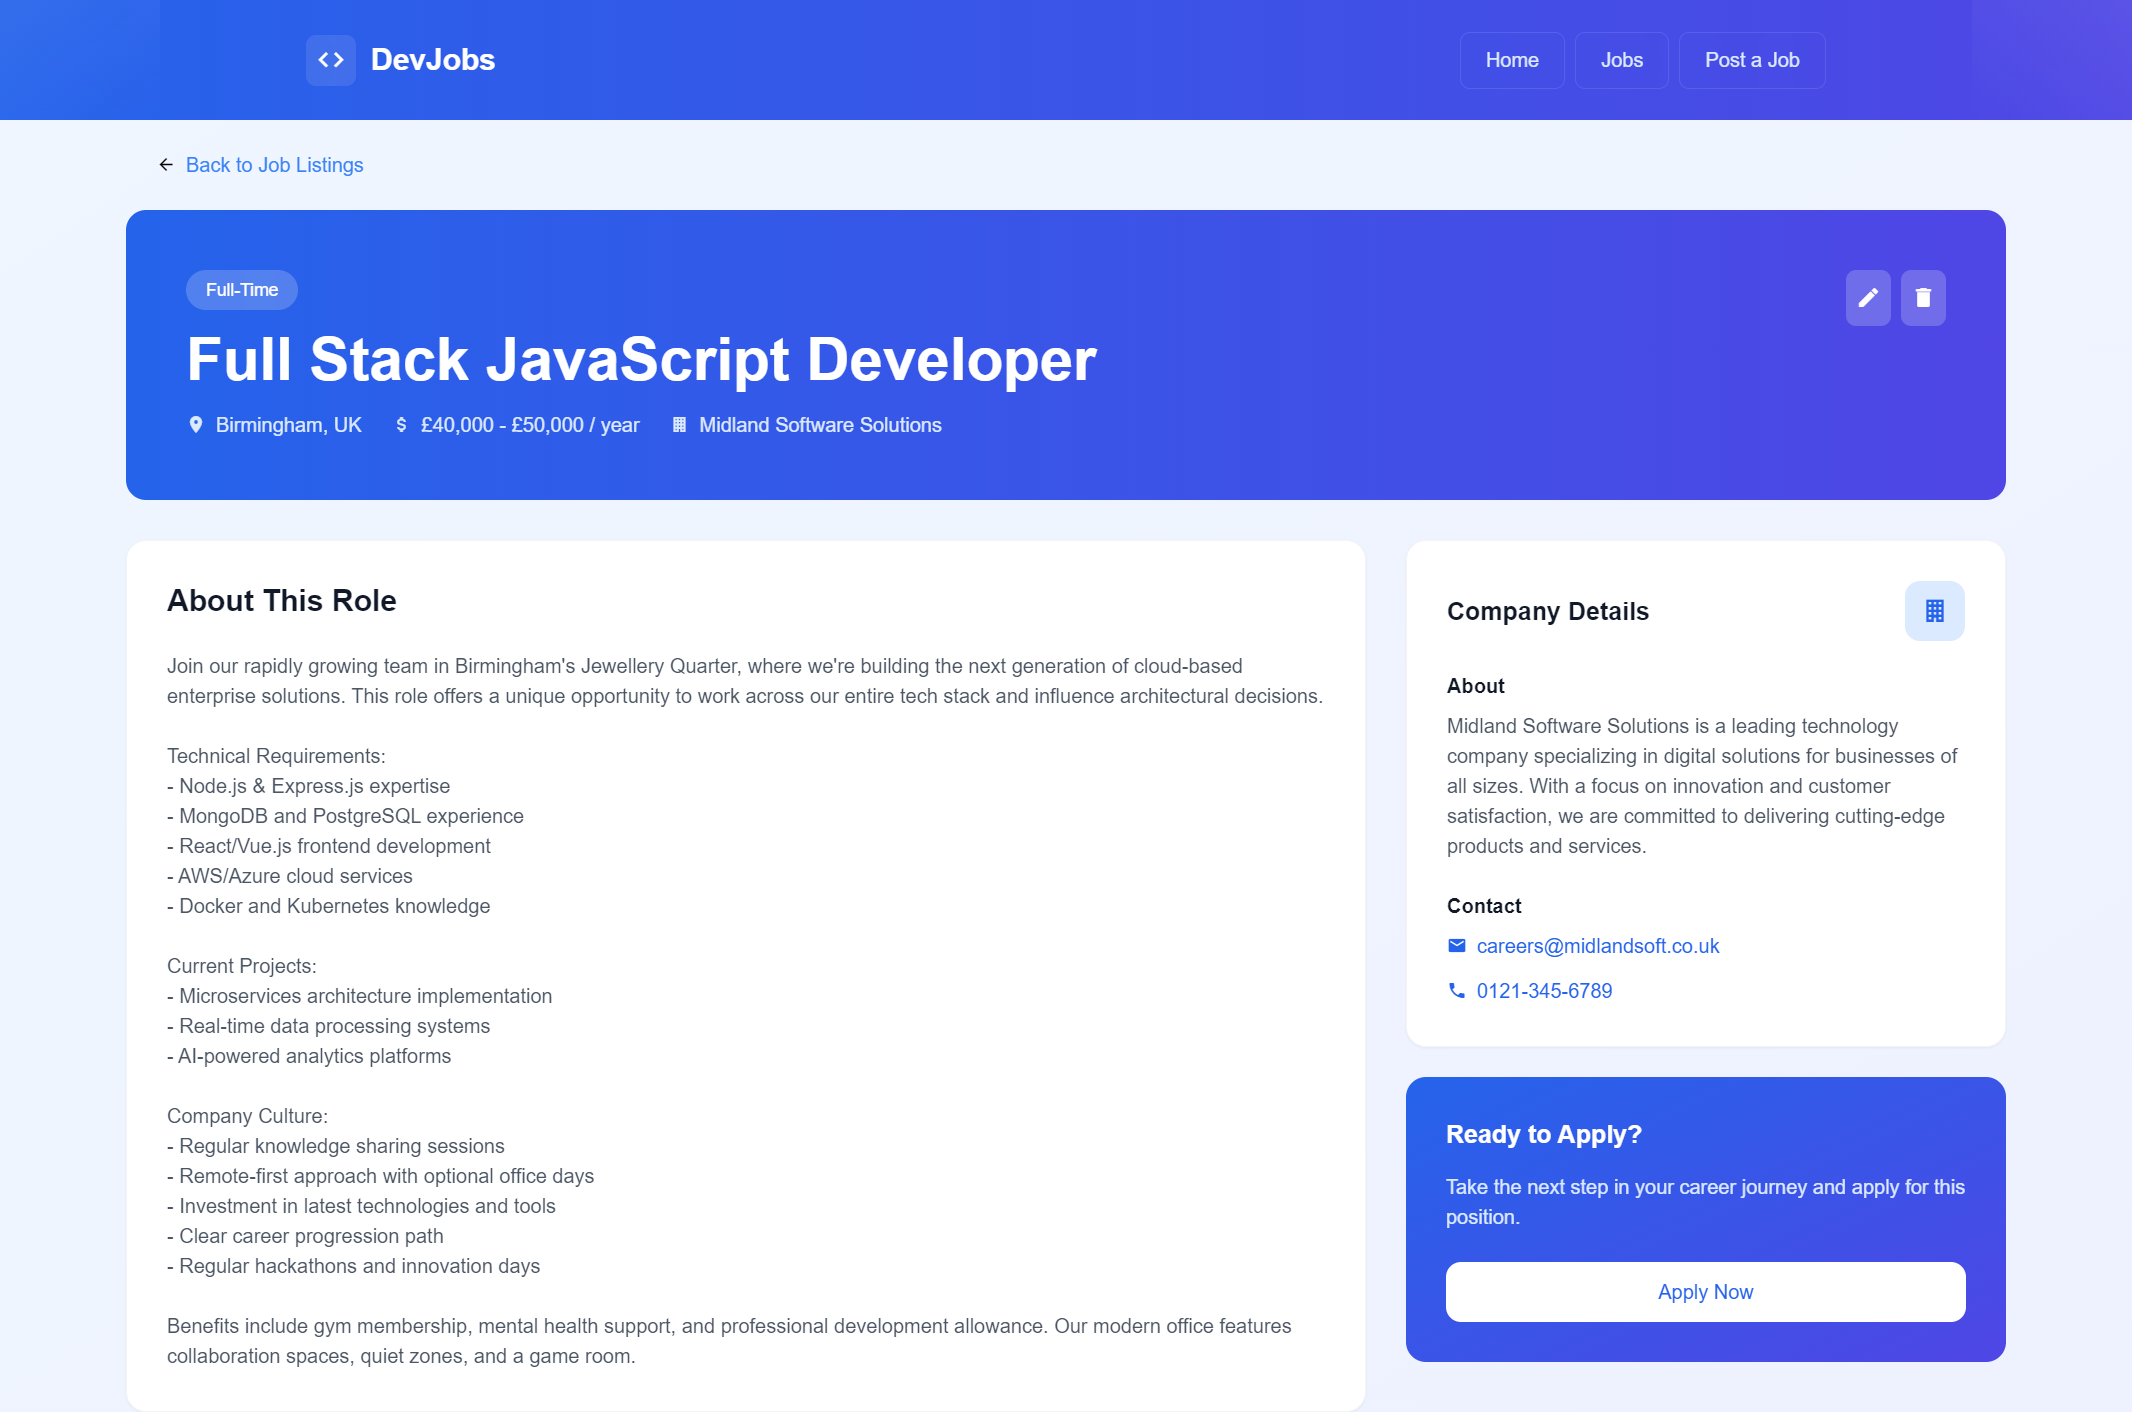 DevJobs
Home
Jobs
Post a Job
Back to Job Listings
Full-Time
Full Stack JavaScript Developer
Birmingham, UK
£40,000 - £50,000 / year
Midland Software Solutions
About This Role
Join our rapidly growing team in Birmingham's Jewellery Quarter, where we're building the next generation of cloud-based
enterprise solutions. This role offers a unique opportunity to work across our entire tech stack and influence architectural decisions.
Technical Requirements:
- Node.js & Express.js expertise
- MongoDB and PostgreSQL experience
- React/Vue.js frontend development
- AWS/Azure cloud services
- Docker and Kubernetes knowledge
Current Projects:
- Microservices architecture implementation
- Real-time data processing systems
- AI-powered analytics platforms
Company Culture:
- Regular knowledge sharing sessions
- Remote-first approach with optional office days
- Investment in latest technologies and tools
- Clear career progression path
- Regular hackathons and innovation days
Benefits include gym membership, mental health support, and professional development allowance. Our modern office features
collaboration spaces, quiet zones, and a game room.
Company Details
About
Midland Software Solutions is a leading technology
company specializing in digital solutions for businesses of
all sizes. With a focus on innovation and customer
satisfaction, we are committed to delivering cutting-edge
products and services.
Contact
careers@midlandsoft.co.uk
0121-345-6789
Ready to Apply?
Take the next step in your career journey and apply for this
position.
Apply Now